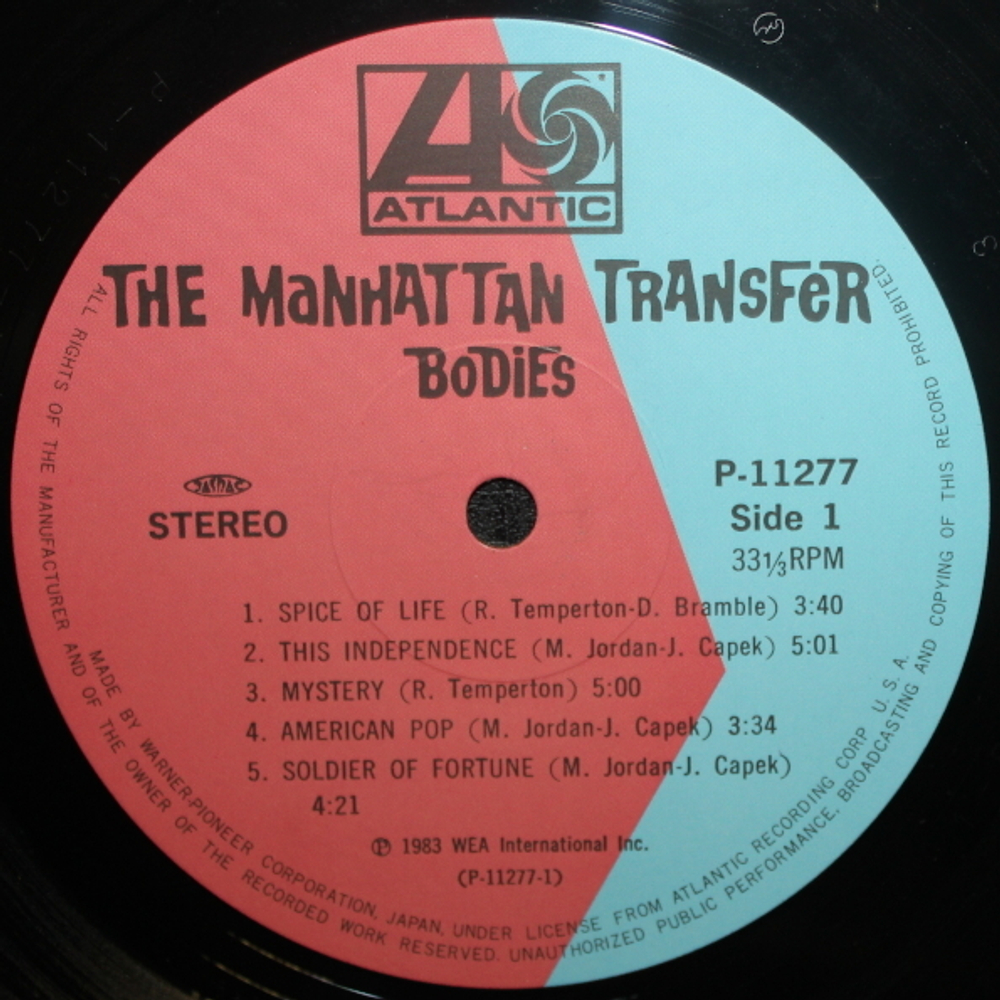 ATLANTIC
THE MaNHATTAN TRANSFeR
BoDiEs
STEREO
P-11277
Side 1
33⅓RPM
1. SPICE OF LIFE (R. Temperton-D. Bramble) 3:40
2. THIS INDEPENDENCE (M. Jordan-J. Capek) 5:01
3. MYSTERY (R. Temperton) 5:00
4. AMERICAN POP (M. Jordan-J. Capek) 3:34
5. SOLDIER OF FORTUNE (M. Jordan-J. Capek)
4:21
Ⓟ 1983 WEA International Inc.
(P-11277-1)
MADE BY WARNER-PIONEER CORPORATION, JAPAN, UNDER LICENSE FROM ATLANTIC RECORDING CORP. U. S. A.
ALL RIGHTS OF THE MANUFACTURER AND OF THE OWNER OF THE RECORDED WORK RESERVED. UNAUTHORIZED PUBLIC PERFORMANCE, BROADCASTING AND COPYING OF THIS RECORD PROHIBITED.